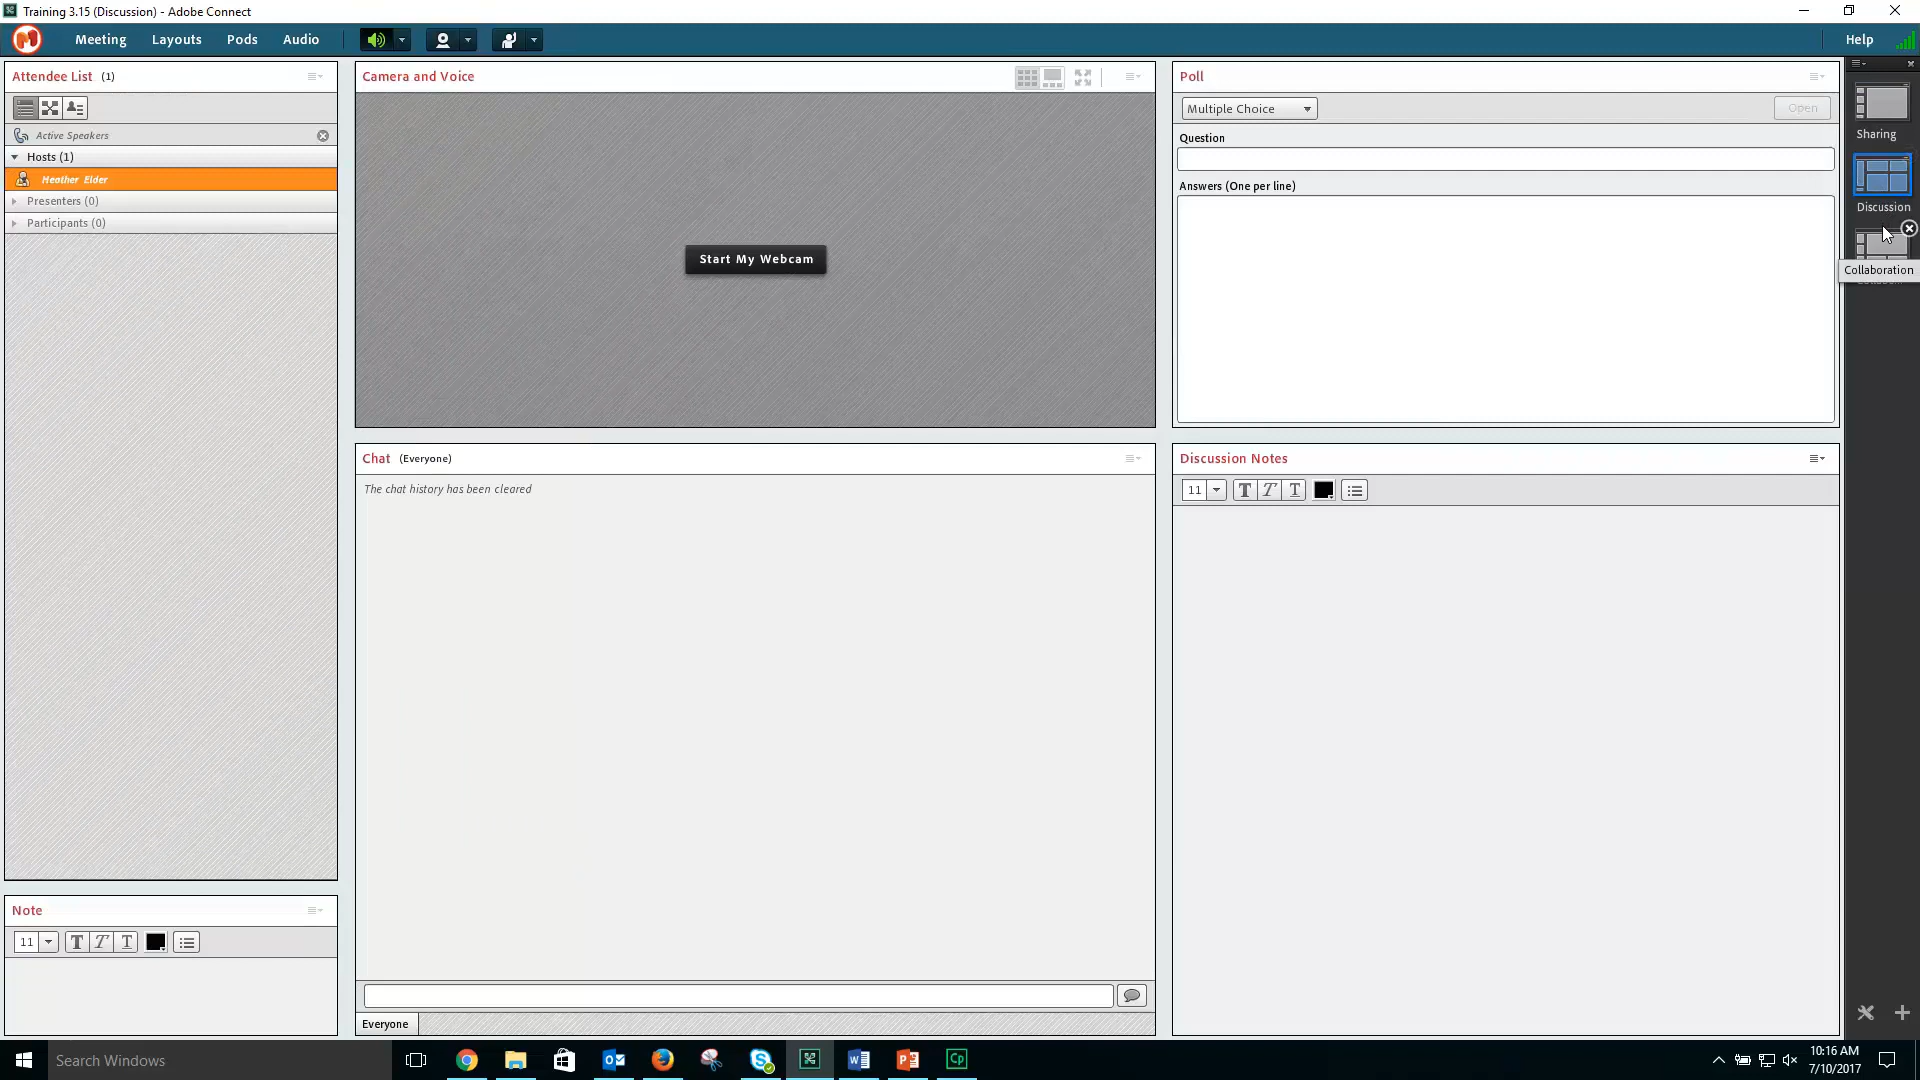 Training 3.15 (Discussion) - Adobe Connect
Meeting Layouts Pods Audio Help
Attendee List (1)
Active Speakers
Hosts (1)
Heather Elder
Presenters (0)
Participants (0)
Note
11 T T T
Camera and Voice
Start My Webcam
Chat (Everyone)
The chat history has been cleared
Everyone
Poll
Multiple Choice Open
Question
Answers (One per line)
Discussion Notes
11 T T T
Sharing
Discussion
Collaboration
Search Windows
10:16 AM
7/10/2017